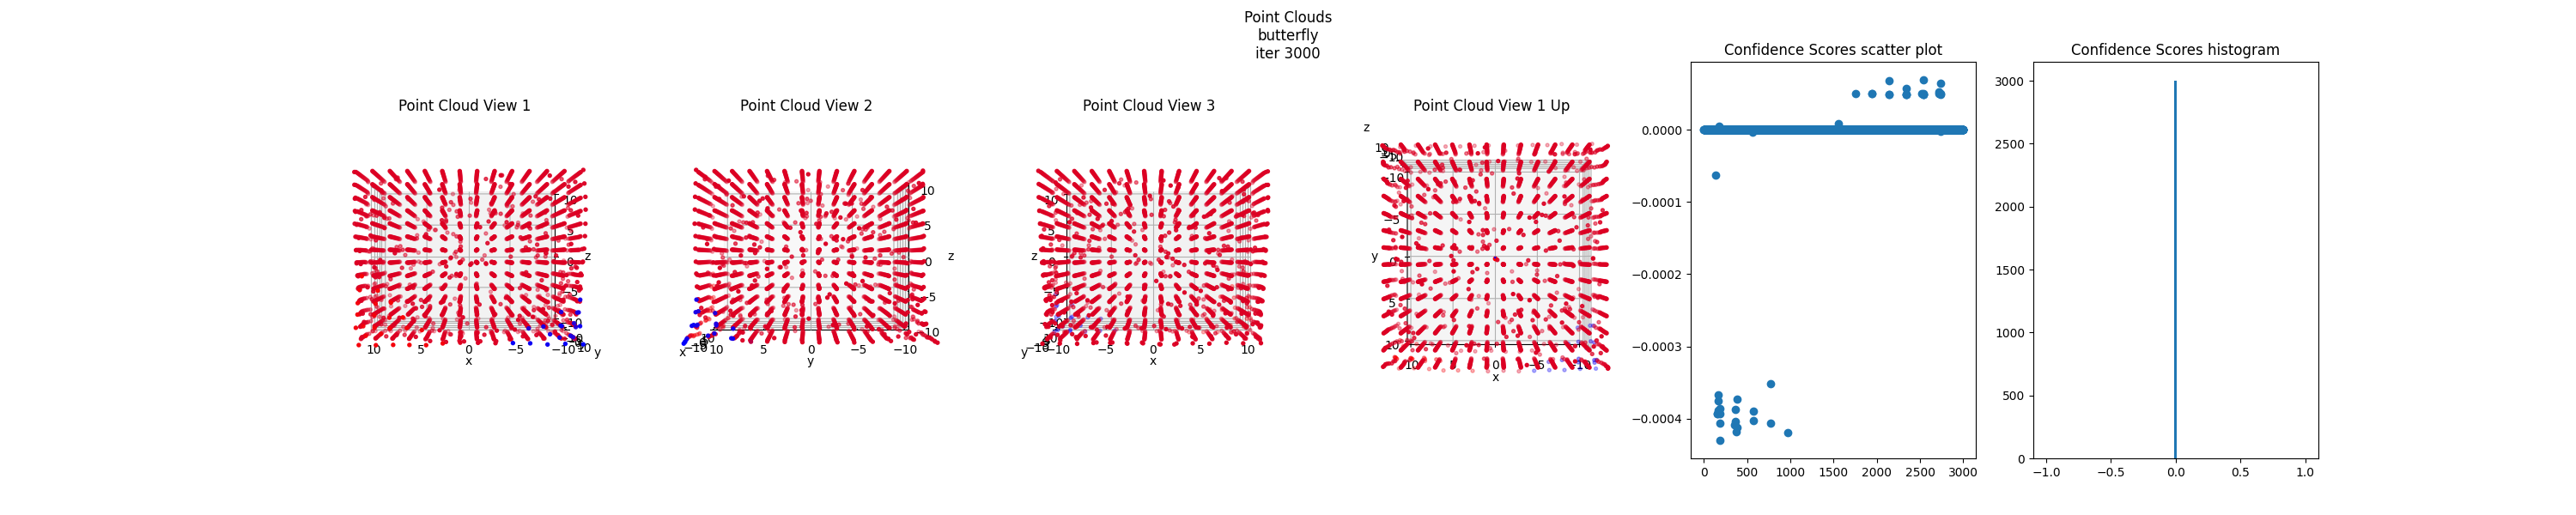 Point Clouds
butterfly
iter 3000
Point Cloud View 1
Point Cloud View 2
Point Cloud View 3
Point Cloud View 1 Up
Confidence Scores scatter plot
Confidence Scores histogram
10
5
0
−5
−10
z
10 5 0 −5 −10
x
y
10
5
0
−5
−10
z
x
10 5 0 −5 −10
y
10
5
0
−5
−10
z
y
−10 −5 0 5 10
x
z
−10
−5
0
5
10
y
10 0 −5 −10
x
0.0000
−0.0001
−0.0002
−0.0003
−0.0004
0 500 1000 1500 2000 2500 3000
3000
2500
2000
1500
1000
500
0
−1.0 −0.5 0.0 0.5 1.0